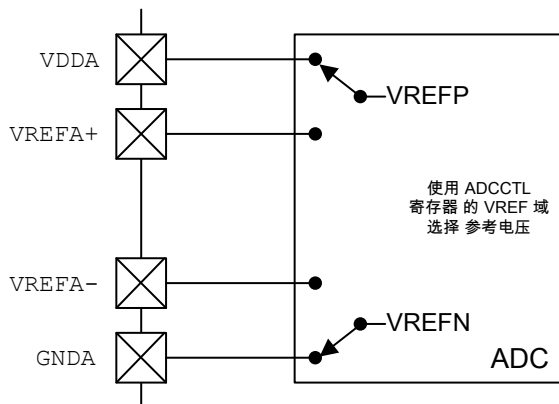 VDDA
VREFP
VREFA+
使用 ADCCTL
寄存器 的 VREF 域
选择 参考电压
VREFA-
VREFN
GNDA
ADC